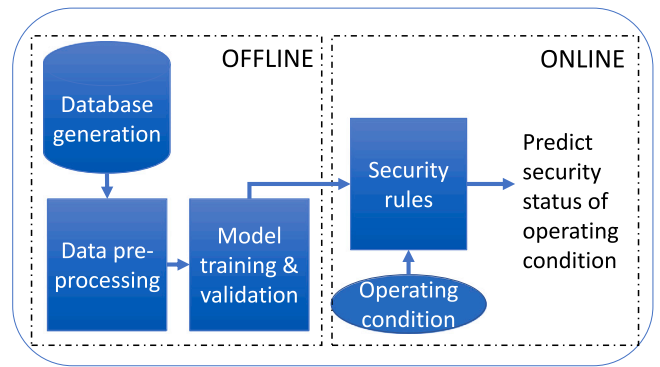 OFFLINE
Database
generation
Data pre-
processing
Model
training &
validation
ONLINE
Security
rules
Operating
condition
Predict
security
status of
operating
condition